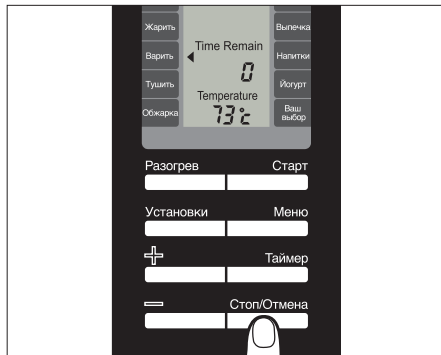 Жарить
Выпечка
Time Remain
Варить
Напитки
0
Тушить
Йогурт
Temperature
Обжарка
73°c
Ваш
выбор
Разогрев Старт
Установки Меню
+ Таймер
− Стоп/Отмена